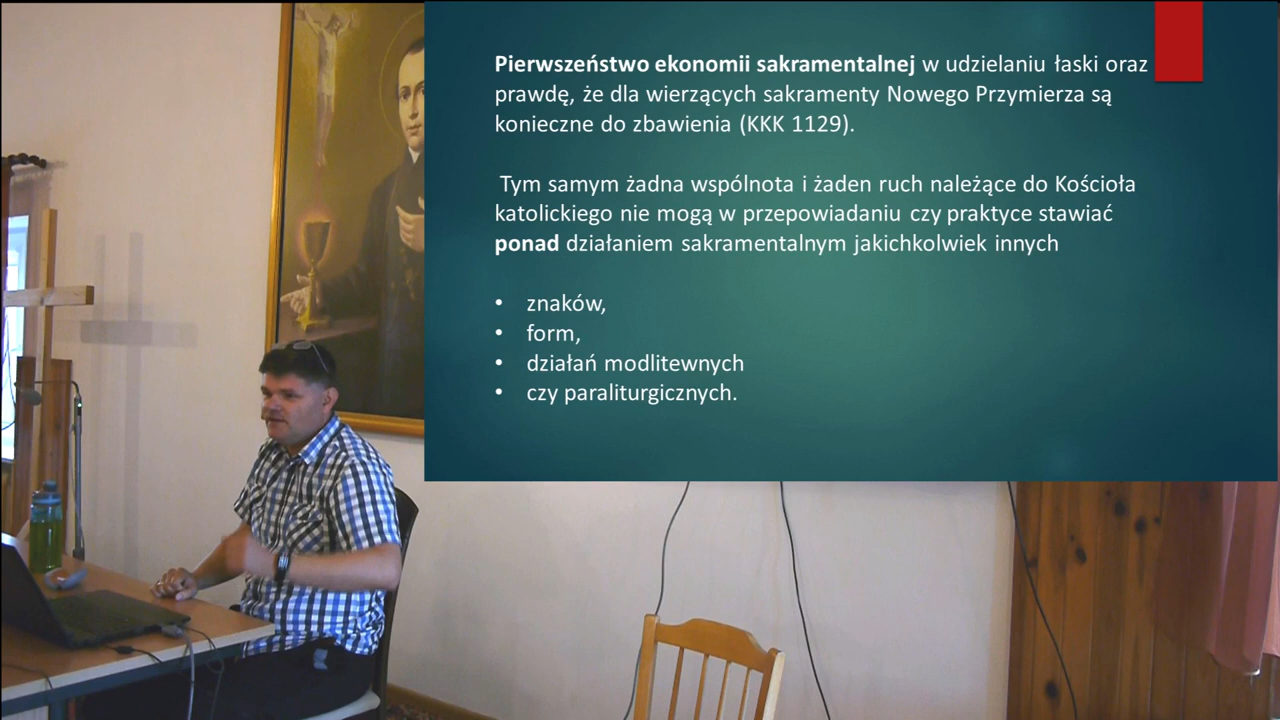 Pierwszeństwo ekonomii sakramentalnej w udzielaniu łaski oraz
prawdę, że dla wierzących sakramenty Nowego Przymierza są
konieczne do zbawienia (KKK 1129).
Tym samym żadna wspólnota i żaden ruch należące do Kościoła
katolickiego nie mogą w przepowiadaniu czy praktyce stawiać
ponad działaniem sakramentalnym jakichkolwiek innych
• znaków,
• form,
• działań modlitewnych
• czy paraliturgicznych.